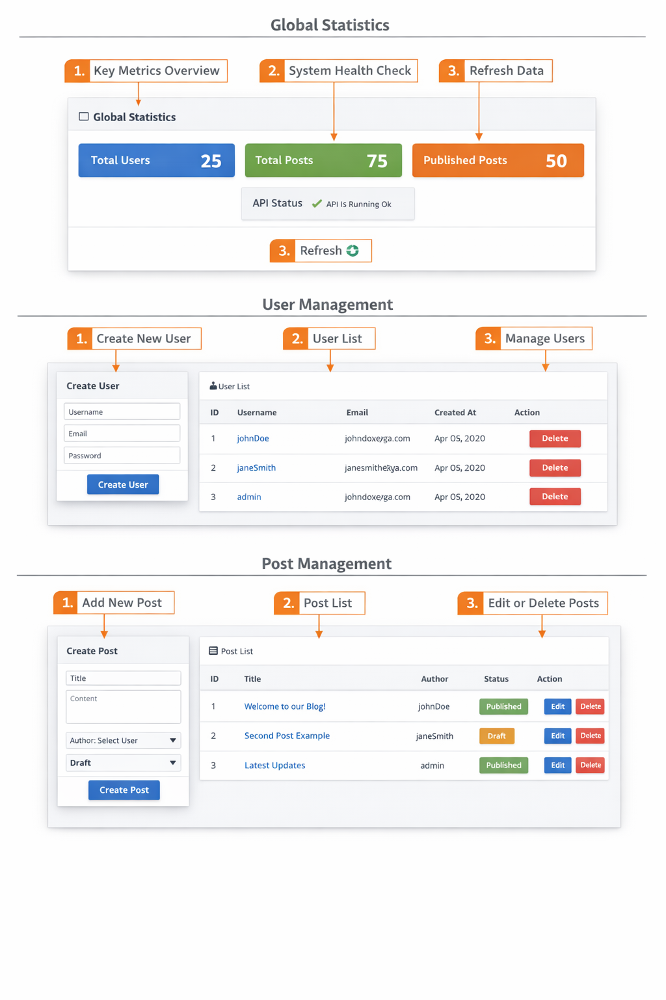 Global Statistics
1. Key Metrics Overview
2. System Health Check
3. Refresh Data
Global Statistics
Total Users 25
Total Posts 75
Published Posts 50
API Status API Is Running Ok
3. Refresh
User Management
1. Create New User
2. User List
3. Manage Users
Create User
Username
Email
Password
Create User
User List
ID Username Email Created At Action
1 johnDoe Apr 05, 2020 Delete
2 janeSmith Apr 05, 2020 Delete
3 admin Apr 05, 2020 Delete
Post Management
1. Add New Post
2. Post List
3. Edit or Delete Posts
Create Post
Title
Content
Author: Select User
Draft
Create Post
Post List
ID Title Author Status Action
1 Welcome to our Blog! johnDoe Published Edit Delete
2 Second Post Example janeSmith Draft Edit Delete
3 Latest Updates admin Published Edit Delete